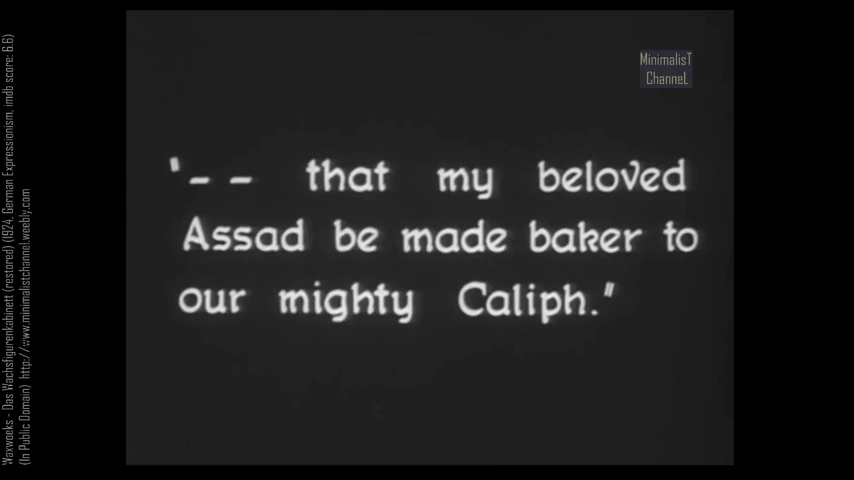 "-- that my beloved
Assad be made baker to
our mighty Caliph."
MinimalisT
ChanneL
Waxwoeks - Das Wachsfigurenkabinett (restored) (1924, German Expressionism, imdb score: 6.6)
(In Public Domain) http://www.minimalistchannel.weebly.com